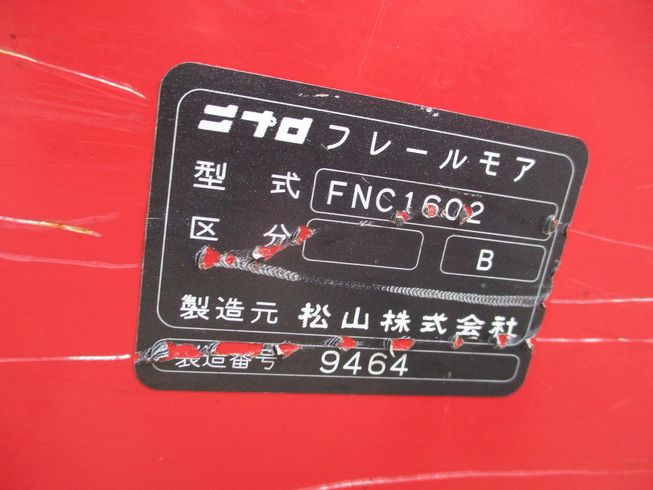 ニプロ フレールモア
型式 FNC1602
区分 B
製造元 松山株式会社
製造番号 9464